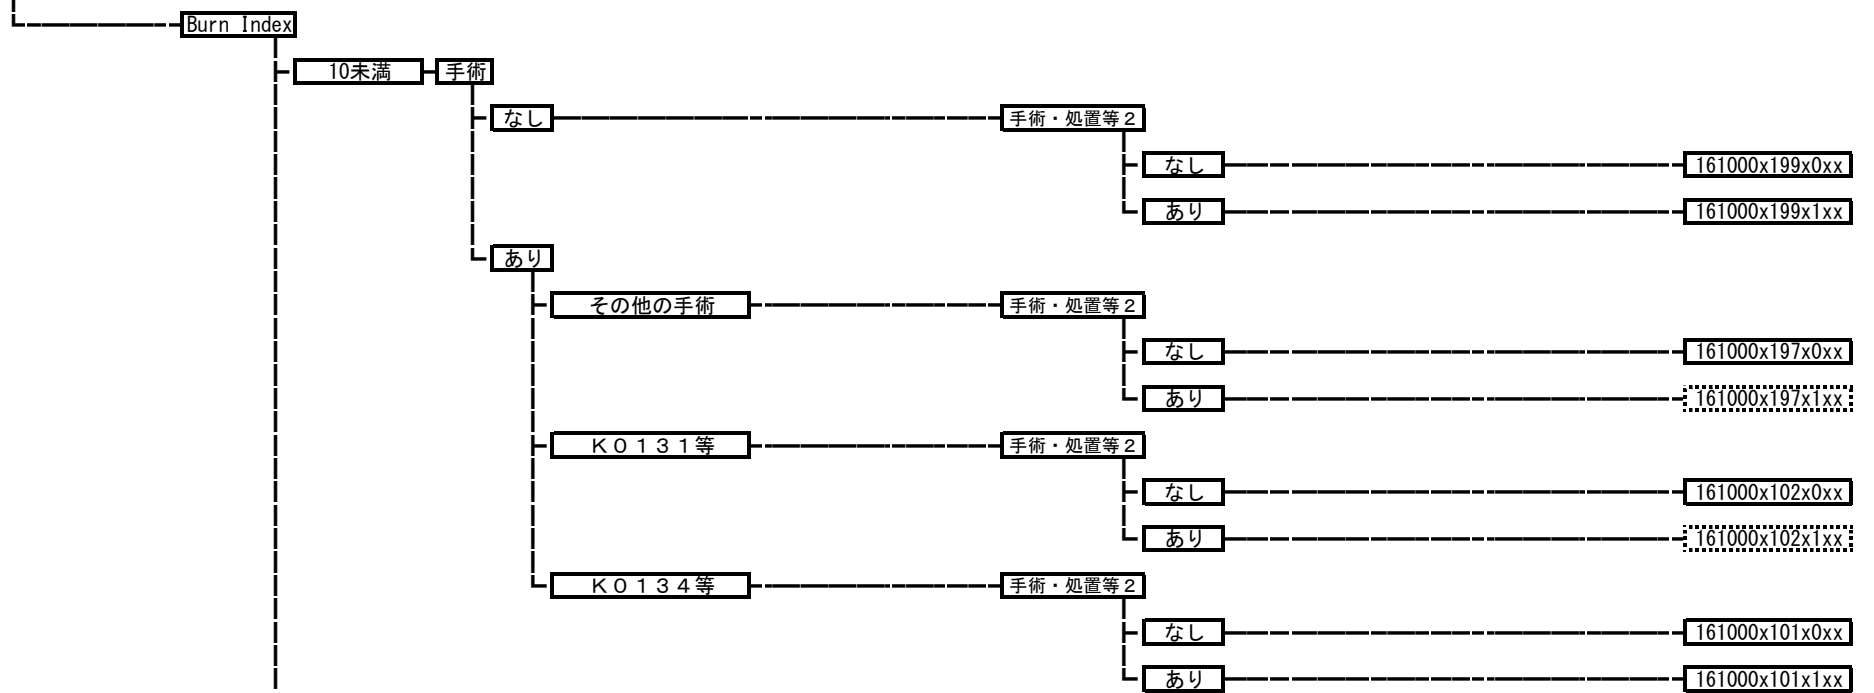 Burn Index
10未満 手術
なし 手術・処置等２
なし 161000x199x0xx
あり 161000x199x1xx
あり
その他の手術 手術・処置等２
なし 161000x197x0xx
あり 161000x197x1xx
Ｋ０１３１等 手術・処置等２
なし 161000x102x0xx
あり 161000x102x1xx
Ｋ０１３４等 手術・処置等２
なし 161000x101x0xx
あり 161000x101x1xx